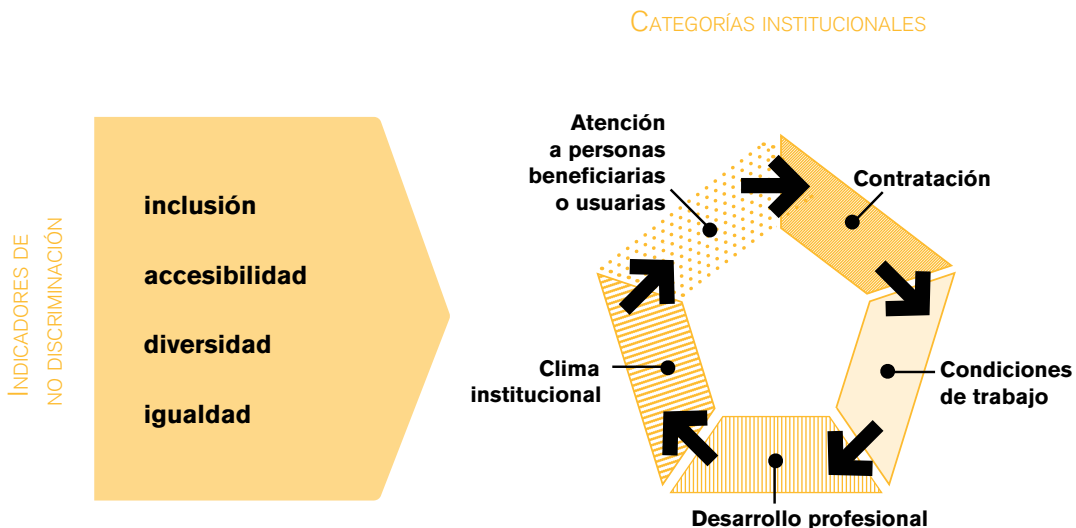 CATEGORÍAS INSTITUCIONALES
INDICADORES DE
NO DISCRIMINACIÓN
inclusión
accesibilidad
diversidad
igualdad
Atención
a personas
beneficiarias
o usuarias
Contratación
Condiciones
de trabajo
Desarrollo profesional
Clima
institucional